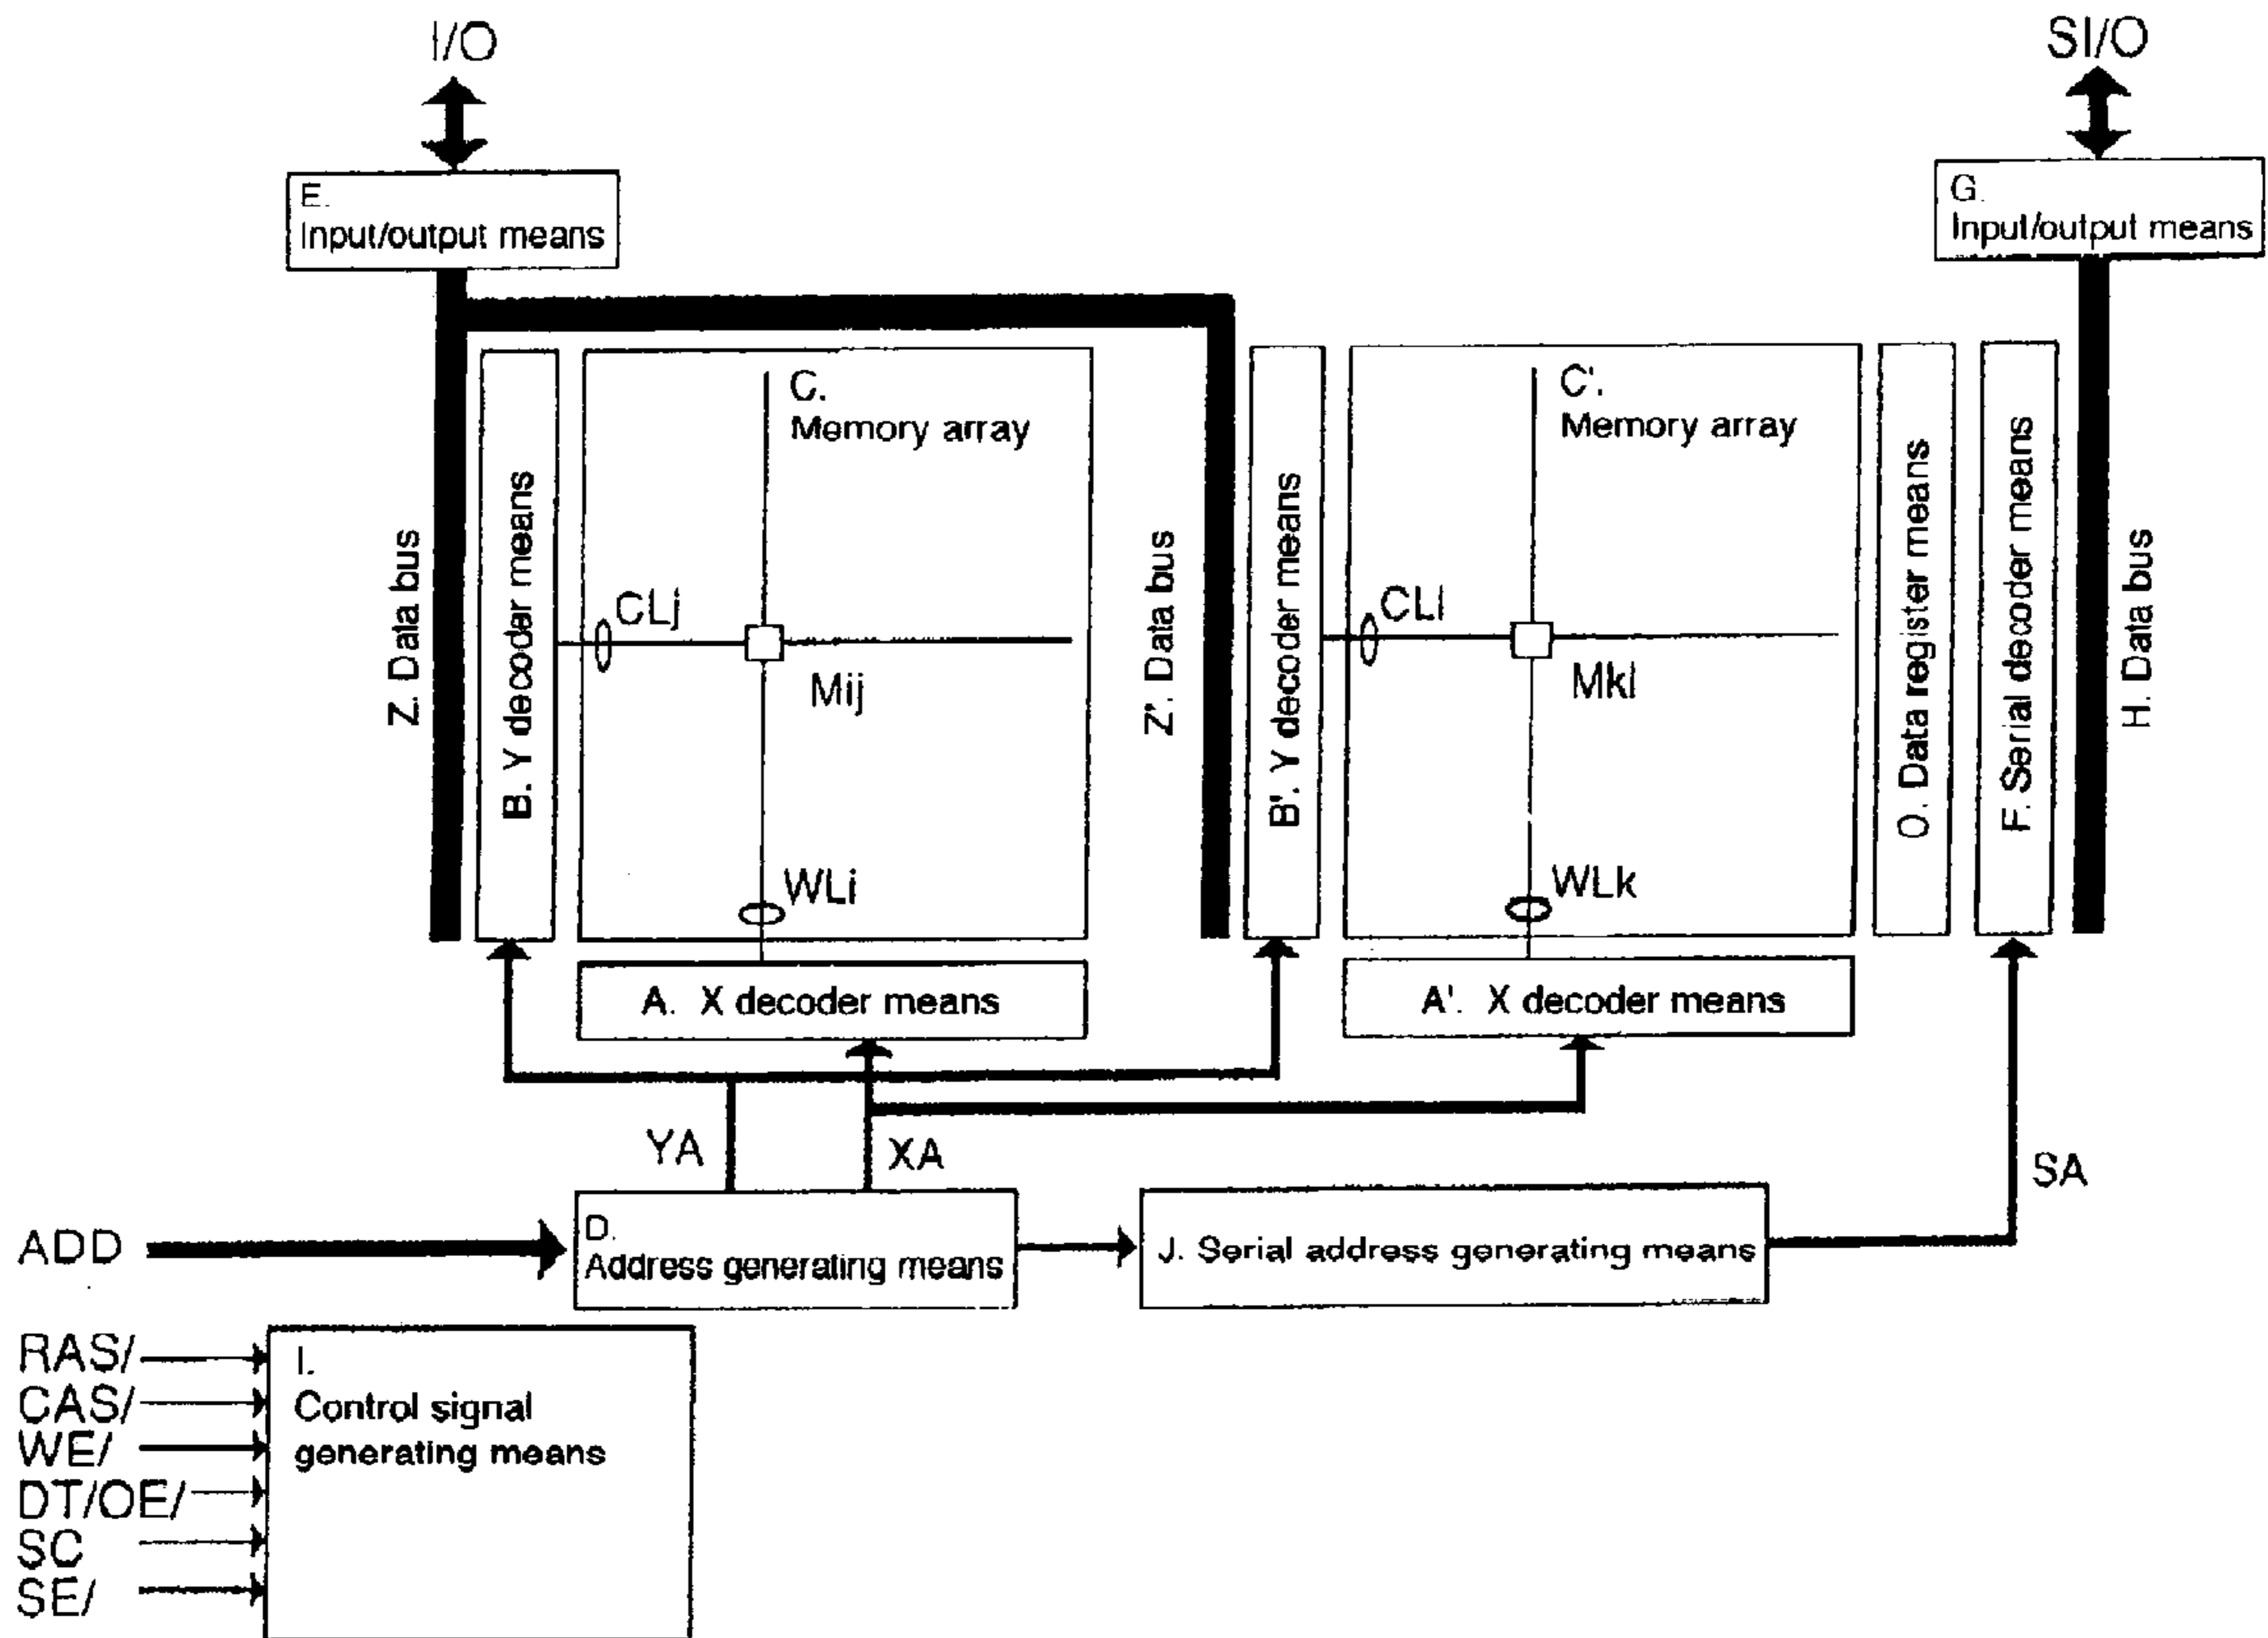 I/O
SI/O
E.
Input/output means
G.
Input/output means
Z. Data bus
B. Y decoder means
C.
Memory array
CLj
Mij
WLi
Z'. Data bus
B'. Y decoder means
C'.
Memory array
CLl
Mkl
WLk
O. Data register means
F. Serial decoder means
H. Data bus
A. X decoder means
A'. X decoder means
YA
XA
SA
ADD
D.
Address generating means
J. Serial address generating means
RAS/
CAS/
WE/
DT/OE/
SC
SE/
I.
Control signal
generating means